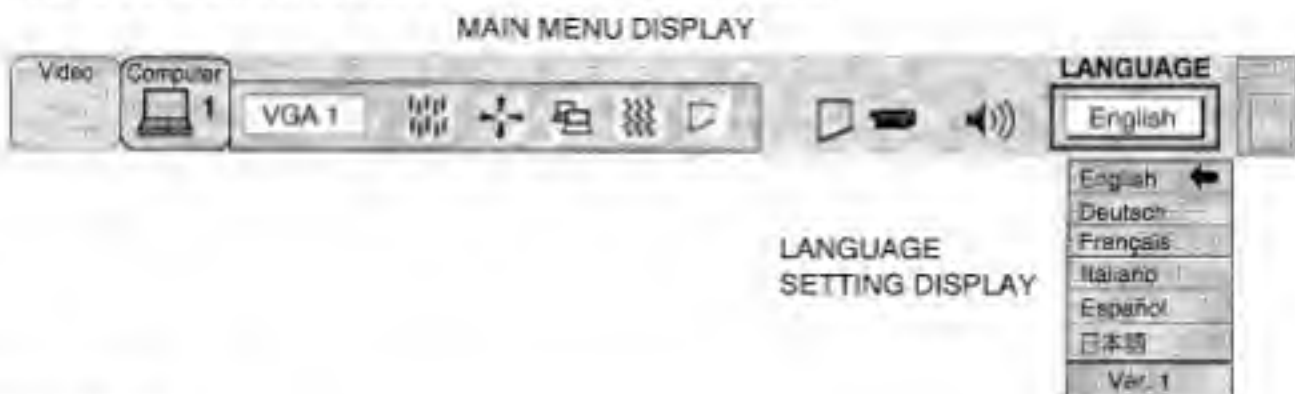 MAIN MENU DISPLAY
Video
Computer
1
VGA 1
LANGUAGE
English
English
Deutsch
Français
Italiano
Español
日本語
Ver. 1
LANGUAGE
SETTING DISPLAY